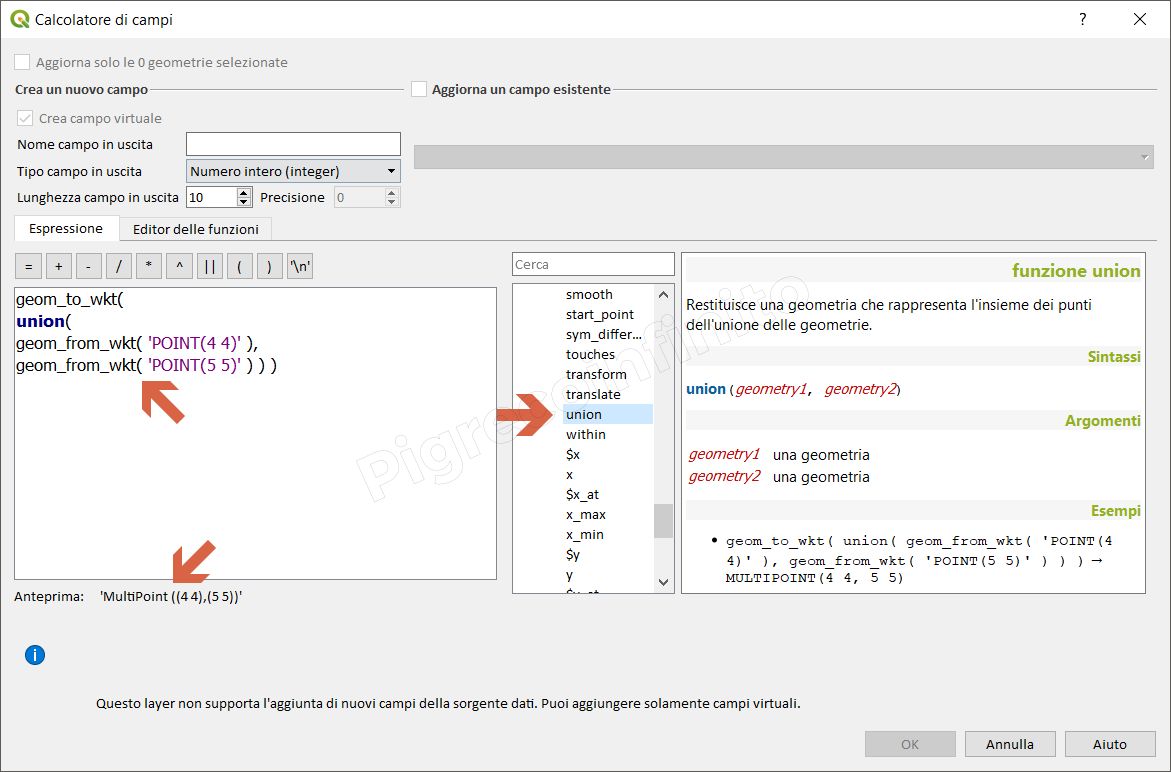 Calcolatore di campi
?
Aggiorna solo le 0 geometrie selezionate
Crea un nuovo campo
Aggiorna un campo esistente
Crea campo virtuale
Nome campo in uscita
Tipo campo in uscita
Numero intero (integer)
Lunghezza campo in uscita
10
Precisione
0
Espressione
Editor delle funzioni
= + - / * ^ || ( ) '\n'
geom_to_wkt(
union(
geom_from_wkt( 'POINT(4 4)' ),
geom_from_wkt( 'POINT(5 5)' ) ) )
Anteprima: 'MultiPoint ((4 4),(5 5))'
Cerca
smooth
start_point
sym_differ...
touches
transform
translate
union
within
$x
x
$x_at
x_max
x_min
$y
y
funzione union
Restituisce una geometria che rappresenta l'insieme dei punti
dell'unione delle geometrie.
Sintassi
union (geometry1, geometry2)
Argomenti
geometry1 una geometria
geometry2 una geometria
Esempi
• geom_to_wkt( union( geom_from_wkt( 'POINT(4
4)' ), geom_from_wkt( 'POINT(5 5)' ) ) ) →
MULTIPOINT(4 4, 5 5)
Questo layer non supporta l'aggiunta di nuovi campi della sorgente dati. Puoi aggiungere solamente campi virtuali.
OK
Annulla
Aiuto